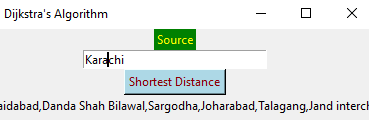 Dijkstra's Algorithm
Source
Karachi
Shortest Distance
aidabad,Danda Shah Bilawal,Sargodha,Joharabad,Talagang,Jand interch